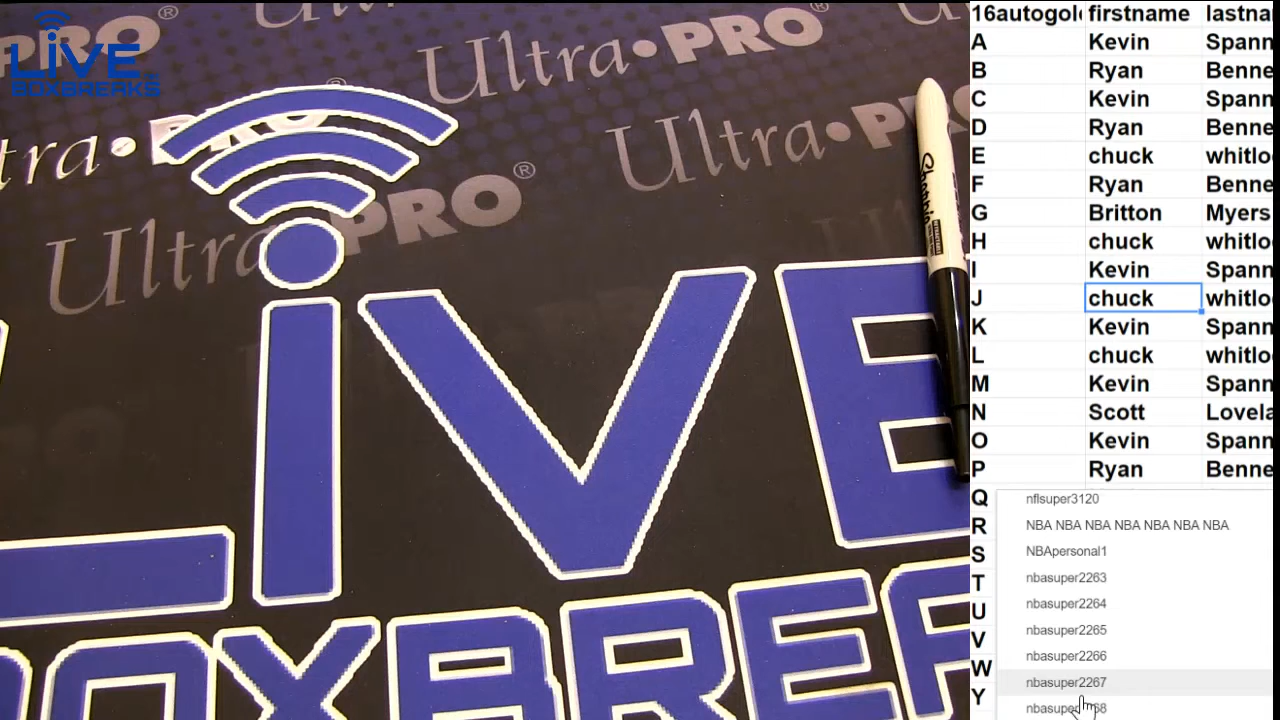 LiVE
BOXBREAKS
Ultra•PRO®
Ultra•PRO®
Ultra•PRO®
LiVE
Sharpie
16autogol firstname lastna
A Kevin Spann
B Ryan Benne
C Kevin Spann
D Ryan Benne
E chuck whitlo
F Ryan Benne
G Britton Myers
H chuck whitlo
I Kevin Spann
J chuck whitlo
K Kevin Spann
L chuck whitlo
M Kevin Spann
N Scott Lovela
O Kevin Spann
P Ryan Benne
Q nflsuper3120
R NBA NBA NBA NBA NBA NBA NBA
S NBApersonal1
T nbasuper2263
U nbasuper2264
V nbasuper2265
W nbasuper2266
Y nbasuper2267